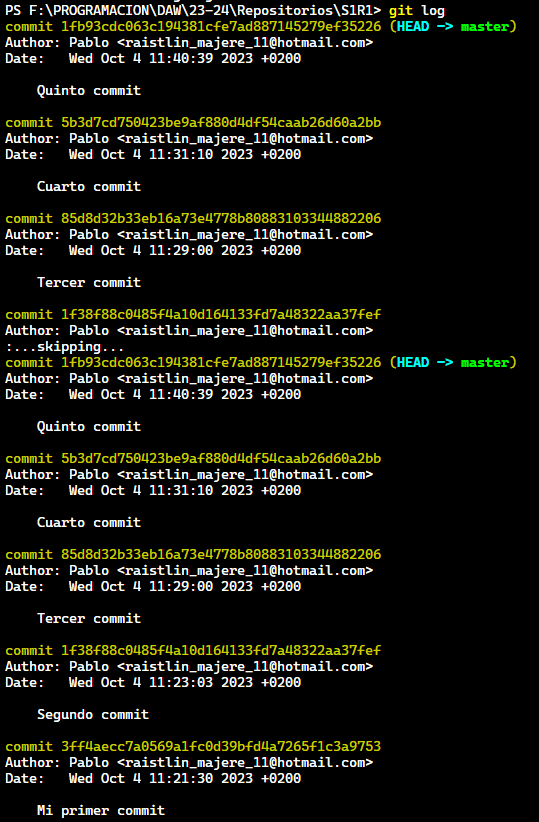 PS F:\PROGRAMACION\DAW\23-24\Repositorios\S1R1> git log
commit 1fb93cdc063c194381cfe7ad887145279ef35226 (HEAD -> master)
Author: Pablo <raistlin_majere_11@hotmail.com>
Date:   Wed Oct 4 11:40:39 2023 +0200
Quinto commit
commit 5b3d7cd750423be9af880d4df54caab26d60a2bb
Author: Pablo <raistlin_majere_11@hotmail.com>
Date:   Wed Oct 4 11:31:10 2023 +0200
Cuarto commit
commit 85d8d32b33eb16a73e4778b80883103344882206
Author: Pablo <raistlin_majere_11@hotmail.com>
Date:   Wed Oct 4 11:29:00 2023 +0200
Tercer commit
commit 1f38f88c0485f4a10d164133fd7a48322aa37fef
Author: Pablo <raistlin_majere_11@hotmail.com>
:...skipping...
commit 1fb93cdc063c194381cfe7ad887145279ef35226 (HEAD -> master)
Author: Pablo <raistlin_majere_11@hotmail.com>
Date:   Wed Oct 4 11:40:39 2023 +0200
Quinto commit
commit 5b3d7cd750423be9af880d4df54caab26d60a2bb
Author: Pablo <raistlin_majere_11@hotmail.com>
Date:   Wed Oct 4 11:31:10 2023 +0200
Cuarto commit
commit 85d8d32b33eb16a73e4778b80883103344882206
Author: Pablo <raistlin_majere_11@hotmail.com>
Date:   Wed Oct 4 11:29:00 2023 +0200
Tercer commit
commit 1f38f88c0485f4a10d164133fd7a48322aa37fef
Author: Pablo <raistlin_majere_11@hotmail.com>
Date:   Wed Oct 4 11:23:03 2023 +0200
Segundo commit
commit 3ff4aecc7a0569a1fc0d39bfd4a7265f1c3a9753
Author: Pablo <raistlin_majere_11@hotmail.com>
Date:   Wed Oct 4 11:21:30 2023 +0200
Mi primer commit